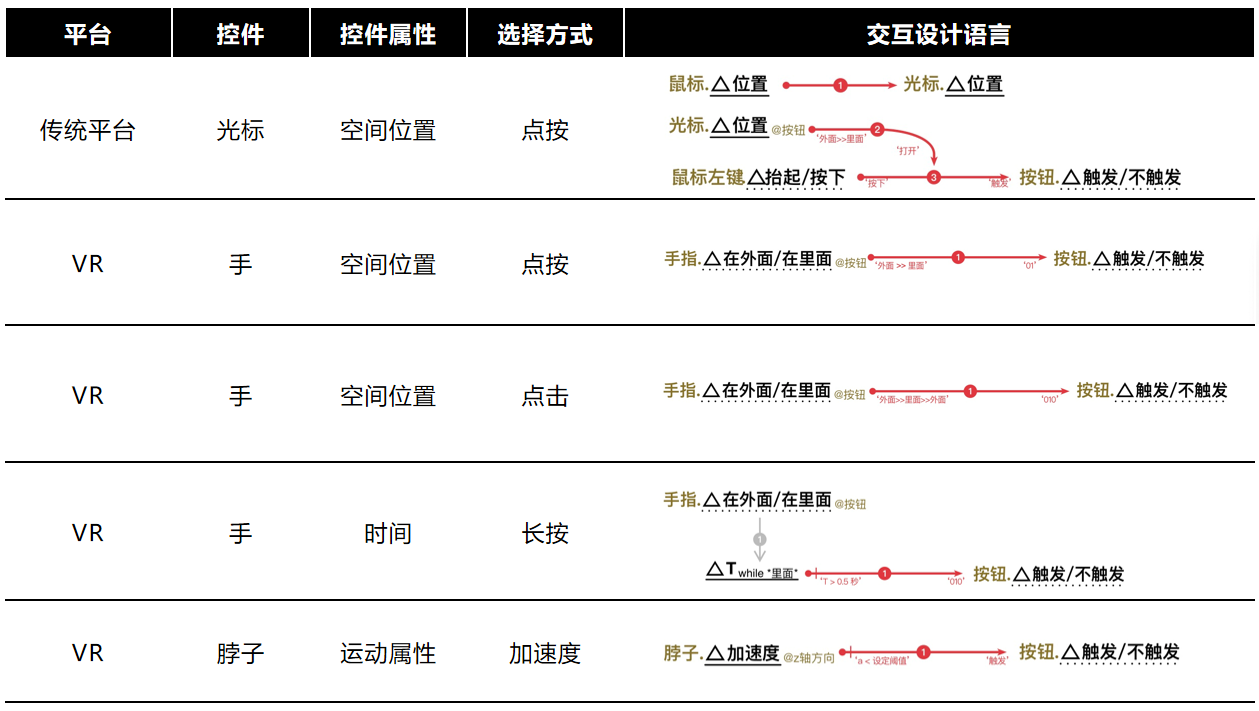 平台 控件 控件属性 选择方式 交互设计语言
鼠标.△位置 1 光标.△位置
传统平台 光标 空间位置 点按 光标.△位置 @按钮 '外面>>里面' 2 '打开'
鼠标左键.△抬起/按下 '按下' 3 '触发' 按钮.△触发/不触发
VR 手 空间位置 点按 手指.△在外面/在里面 @按钮 '外面 >> 里面' 1 '01' 按钮.△触发/不触发
VR 手 空间位置 点击 手指.△在外面/在里面 @按钮 '外面>>里面>>外面' 1 '010' 按钮.△触发/不触发
手指.△在外面/在里面 @按钮
1
VR 手 时间 长按
△T while "里面" 'T > 0.5 秒' 1 '010' 按钮.△触发/不触发
VR 脖子 运动属性 加速度 脖子.△加速度 @z轴方向 'a < 设定阈值' 1 '触发' 按钮.△触发/不触发